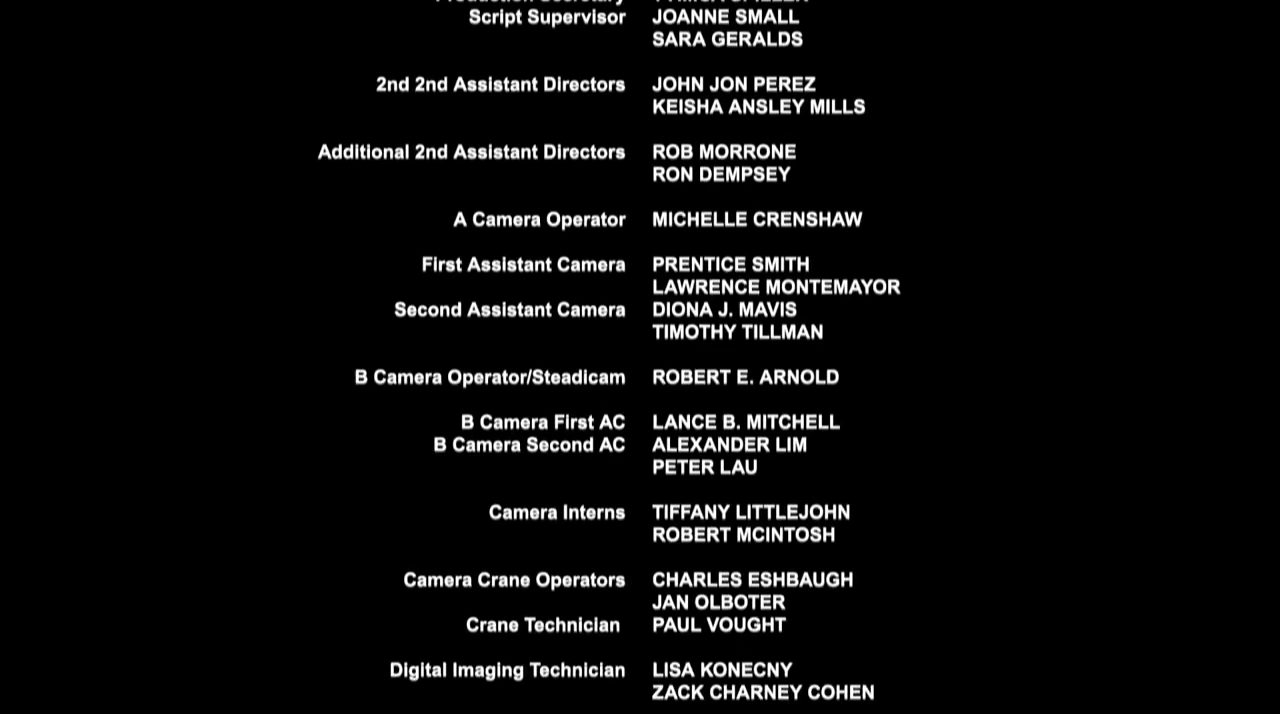 Script Supervisor JOANNE SMALL
SARA GERALDS
2nd 2nd Assistant Directors JOHN JON PEREZ
KEISHA ANSLEY MILLS
Additional 2nd Assistant Directors ROB MORRONE
RON DEMPSEY
A Camera Operator MICHELLE CRENSHAW
First Assistant Camera PRENTICE SMITH
LAWRENCE MONTEMAYOR
Second Assistant Camera DIONA J. MAVIS
TIMOTHY TILLMAN
B Camera Operator/Steadicam ROBERT E. ARNOLD
B Camera First AC LANCE B. MITCHELL
B Camera Second AC ALEXANDER LIM
PETER LAU
Camera Interns TIFFANY LITTLEJOHN
ROBERT MCINTOSH
Camera Crane Operators CHARLES ESHBAUGH
JAN OLBOTER
Crane Technician PAUL VOUGHT
Digital Imaging Technician LISA KONECNY
ZACK CHARNEY COHEN